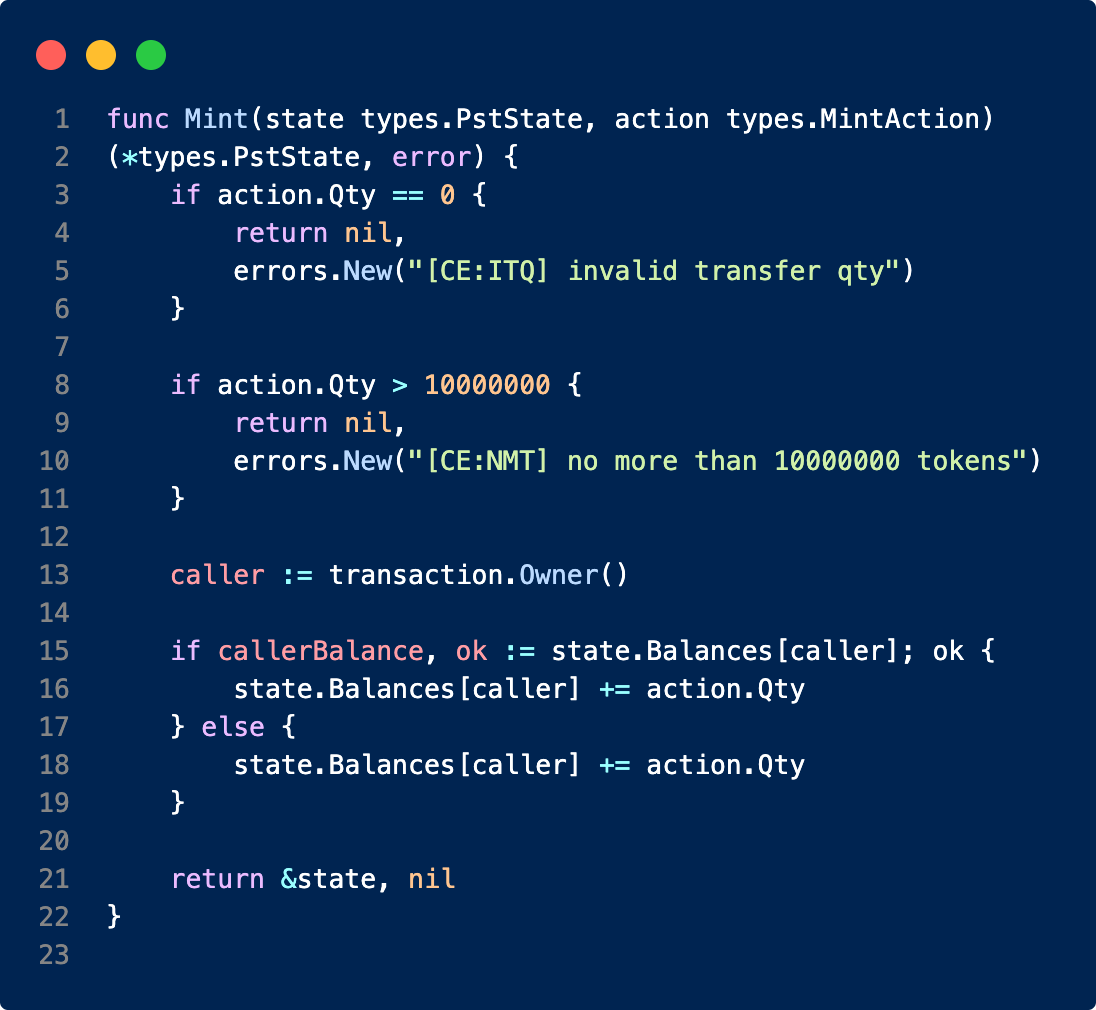 1 func Mint(state types.PstState, action types.MintAction)
2 (*types.PstState, error) {
3     if action.Qty == 0 {
4         return nil,
5         errors.New("[CE:ITQ] invalid transfer qty")
6     }
7
8     if action.Qty > 10000000 {
9         return nil,
10         errors.New("[CE:NMT] no more than 10000000 tokens")
11     }
12
13     caller := transaction.Owner()
14
15     if callerBalance, ok := state.Balances[caller]; ok {
16         state.Balances[caller] += action.Qty
17     } else {
18         state.Balances[caller] += action.Qty
19     }
20
21     return &state, nil
22 }
23